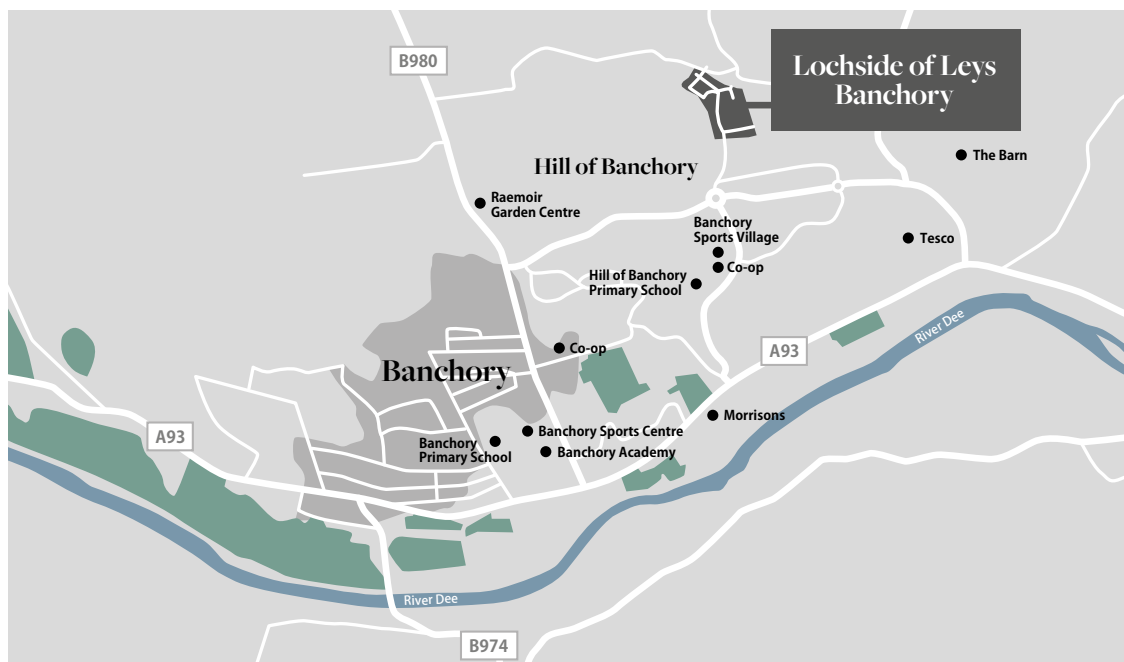 B980
Lochside of Leys
Banchory
The Barn
Hill of Banchory
Raemoir
Garden Centre
Banchory
Sports Village
Tesco
Co-op
Hill of Banchory
Primary School
River Dee
A93
Co-op
Banchory
Morrisons
A93
Banchory Sports Centre
Banchory
Primary School
Banchory Academy
River Dee
B974